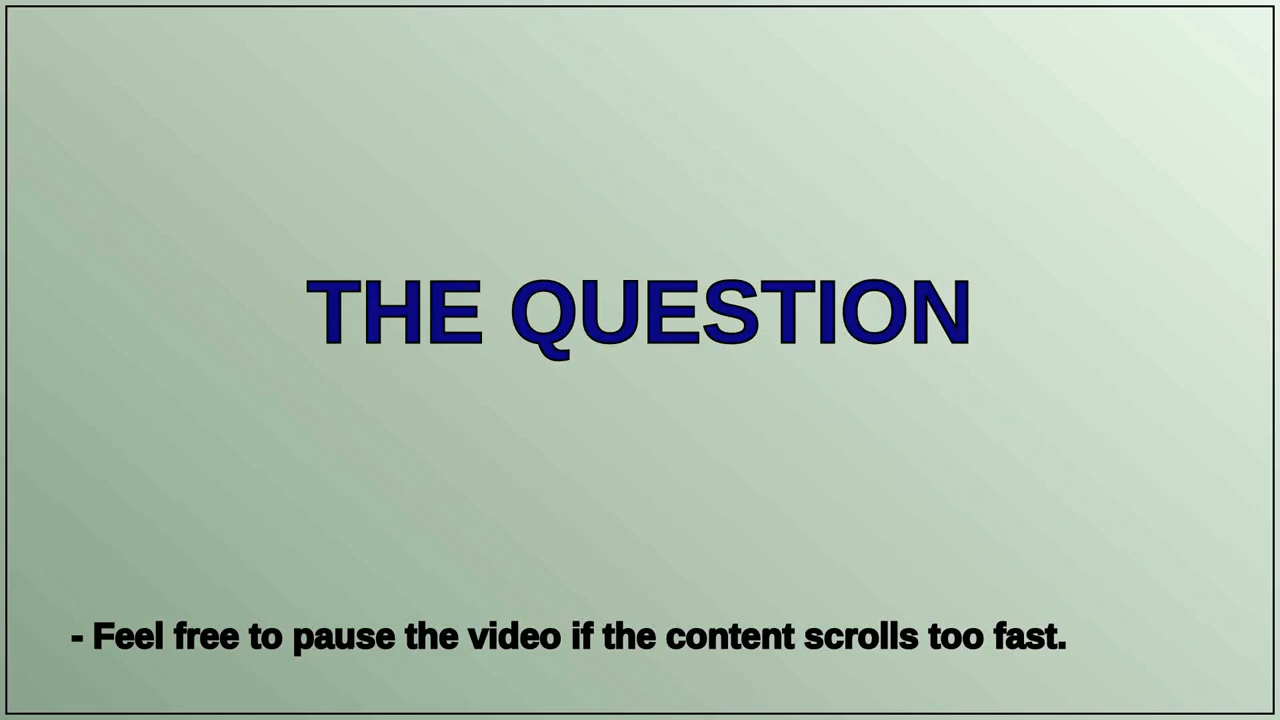 THE QUESTION
- Feel free to pause the video if the content scrolls too fast.